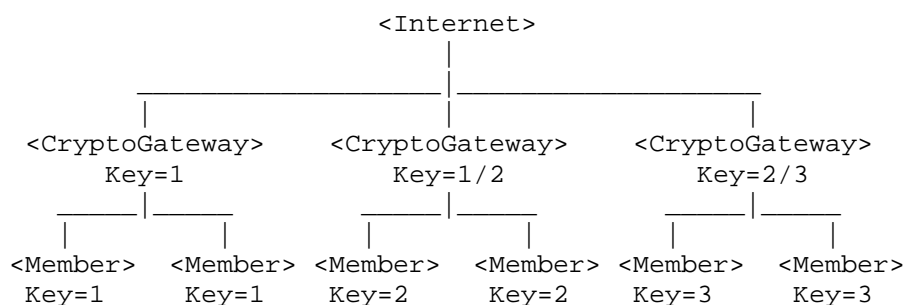 <Internet>
<CryptoGateway> <CryptoGateway> <CryptoGateway>
Key=1 Key=1/2 Key=2/3
<Member> <Member> <Member> <Member> <Member> <Member>
Key=1 Key=1 Key=2 Key=2 Key=3 Key=3